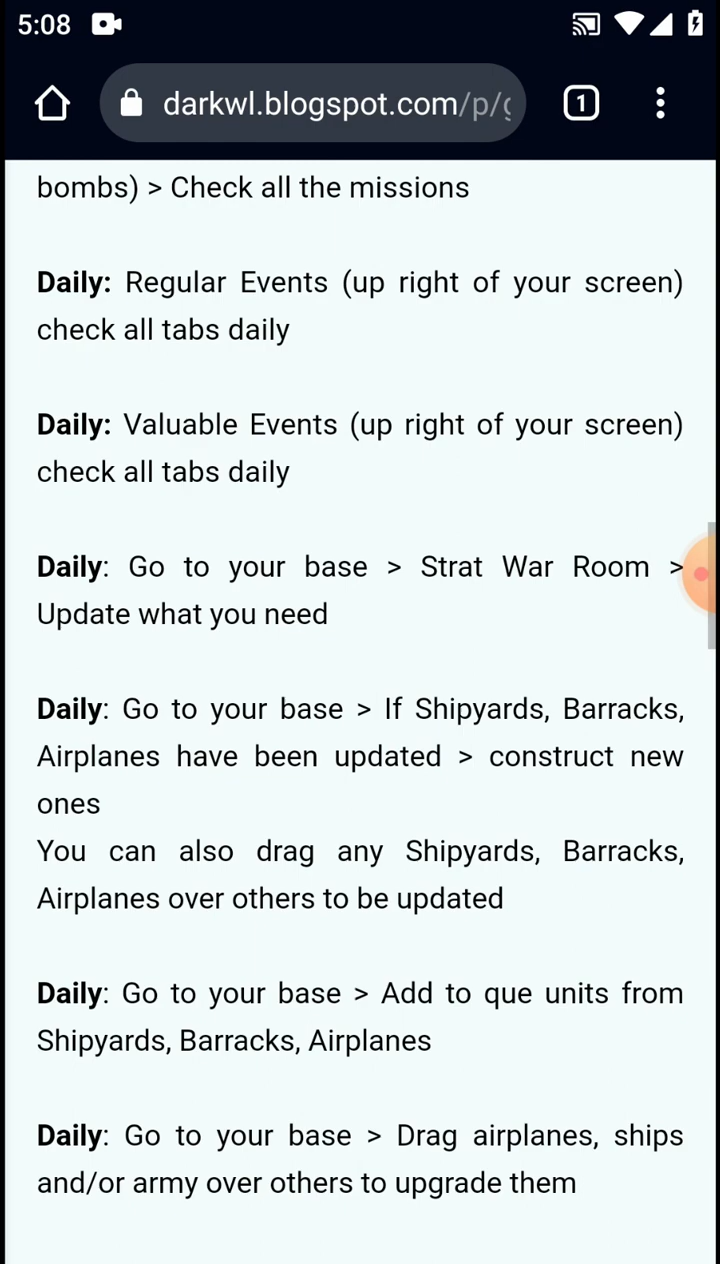 5:08
darkwl.blogspot.com/p/
1
bombs) > Check all the missions
Daily: Regular Events (up right of your screen)
check all tabs daily
Daily: Valuable Events (up right of your screen)
check all tabs daily
Daily: Go to your base > Strat War Room >
Update what you need
Daily: Go to your base > If Shipyards, Barracks,
Airplanes have been updated > construct new
ones
You can also drag any Shipyards, Barracks,
Airplanes over others to be updated
Daily: Go to your base > Add to que units from
Shipyards, Barracks, Airplanes
Daily: Go to your base > Drag airplanes, ships
and/or army over others to upgrade them